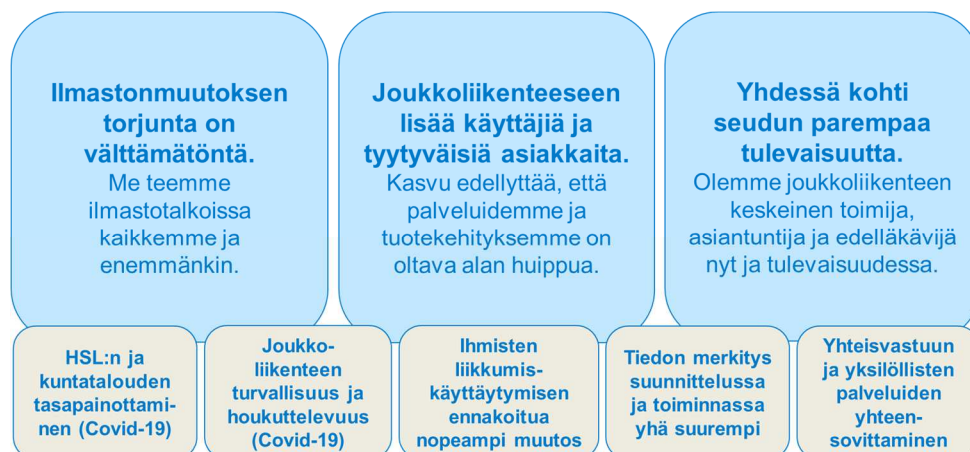 Ilmastonmuutoksen
torjunta on
välttämätöntä.
Me teemme
ilmastotalkoissa
kaikkemme ja
enemmänkin.
Joukkoliikenteeseen
lisää käyttäjiä ja
tyytyväisiä asiakkaita.
Kasvu edellyttää, että
palveluidemme ja
tuotekehityksemme on
oltava alan huippua.
Yhdessä kohti
seudun parempaa
tulevaisuutta.
Olemme joukkoliikenteen
keskeinen toimija,
asiantuntija ja edelläkävijä
nyt ja tulevaisuudessa.
HSL:n ja
kuntatalouden
tasapainottami-
nen (Covid-19)
Joukko-
liikenteen
turvallisuus ja
houkuttelevuus
(Covid-19)
Ihmisten
liikkumis-
käyttäytymisen
ennakoitua
nopeampi muutos
Tiedon merkitys
suunnittelussa
ja toiminnassa
yhä suurempi
Yhteisvastuun
ja yksilöllisten
palveluiden
yhteen-
sovittaminen